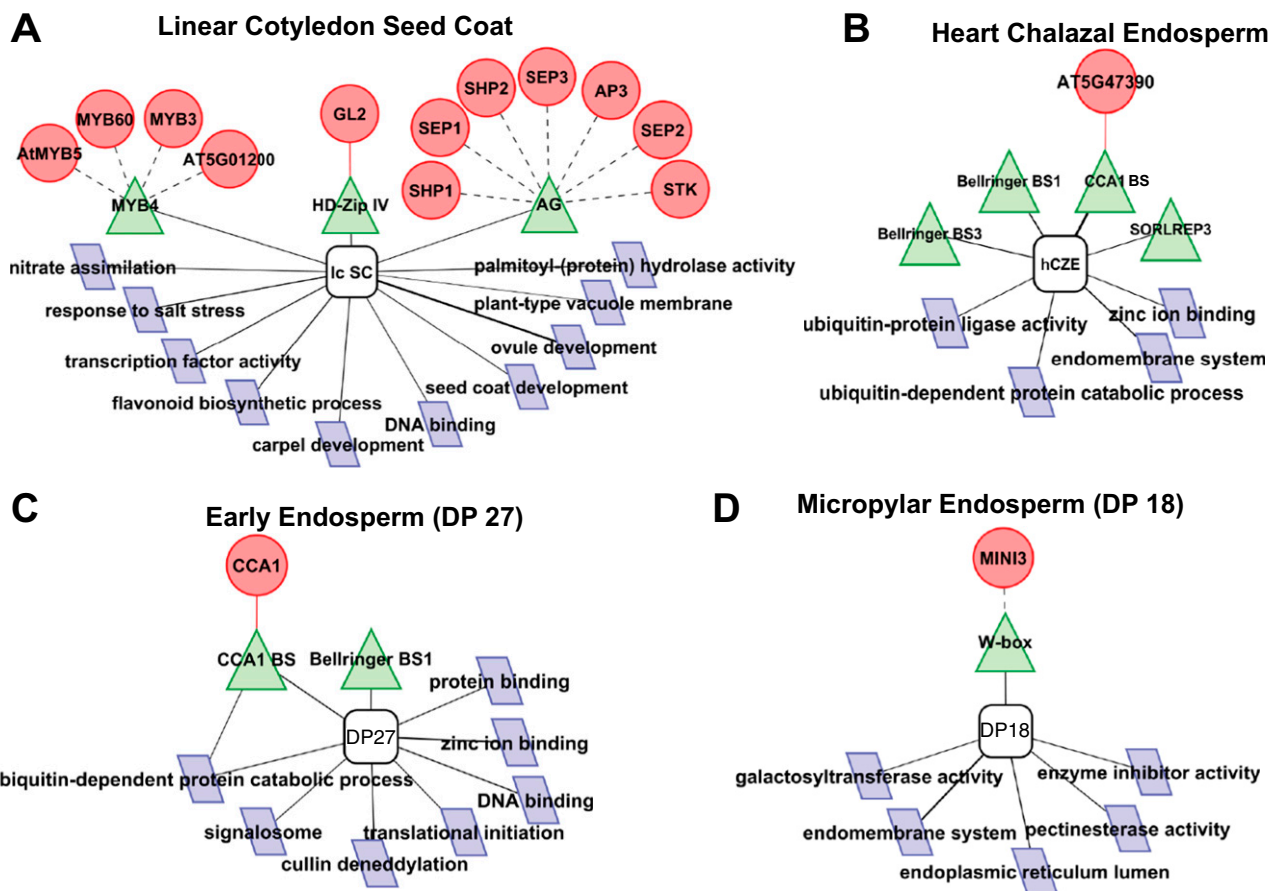 A
Linear Cotyledon Seed Coat
SHP2
SEP3
AP3
GL2
MYB60
MYB3
SEP1
SEP2
AtMYB5
AT5G01200
SHP1
STK
MYB4
HD-Zip IV
AG
lc SC
nitrate assimilation
palmitoyl-(protein) hydrolase activity
response to salt stress
plant-type vacuole membrane
transcription factor activity
ovule development
flavonoid biosynthetic process
seed coat development
carpel development
DNA binding
B
Heart Chalazal Endosperm
AT5G47390
Bellringer BS1
CCA1 BS
Bellringer BS3
SORLREP3
hCZE
ubiquitin-protein ligase activity
zinc ion binding
endomembrane system
ubiquitin-dependent protein catabolic process
C
Early Endosperm (DP 27)
CCA1
CCA1 BS
Bellringer BS1
protein binding
DP27
zinc ion binding
biquitin-dependent protein catabolic process
DNA binding
signalosome
translational initiation
cullin deneddylation
D
Micropylar Endosperm (DP 18)
MINI3
W-box
DP18
galactosyltransferase activity
enzyme inhibitor activity
endomembrane system
pectinesterase activity
endoplasmic reticulum lumen